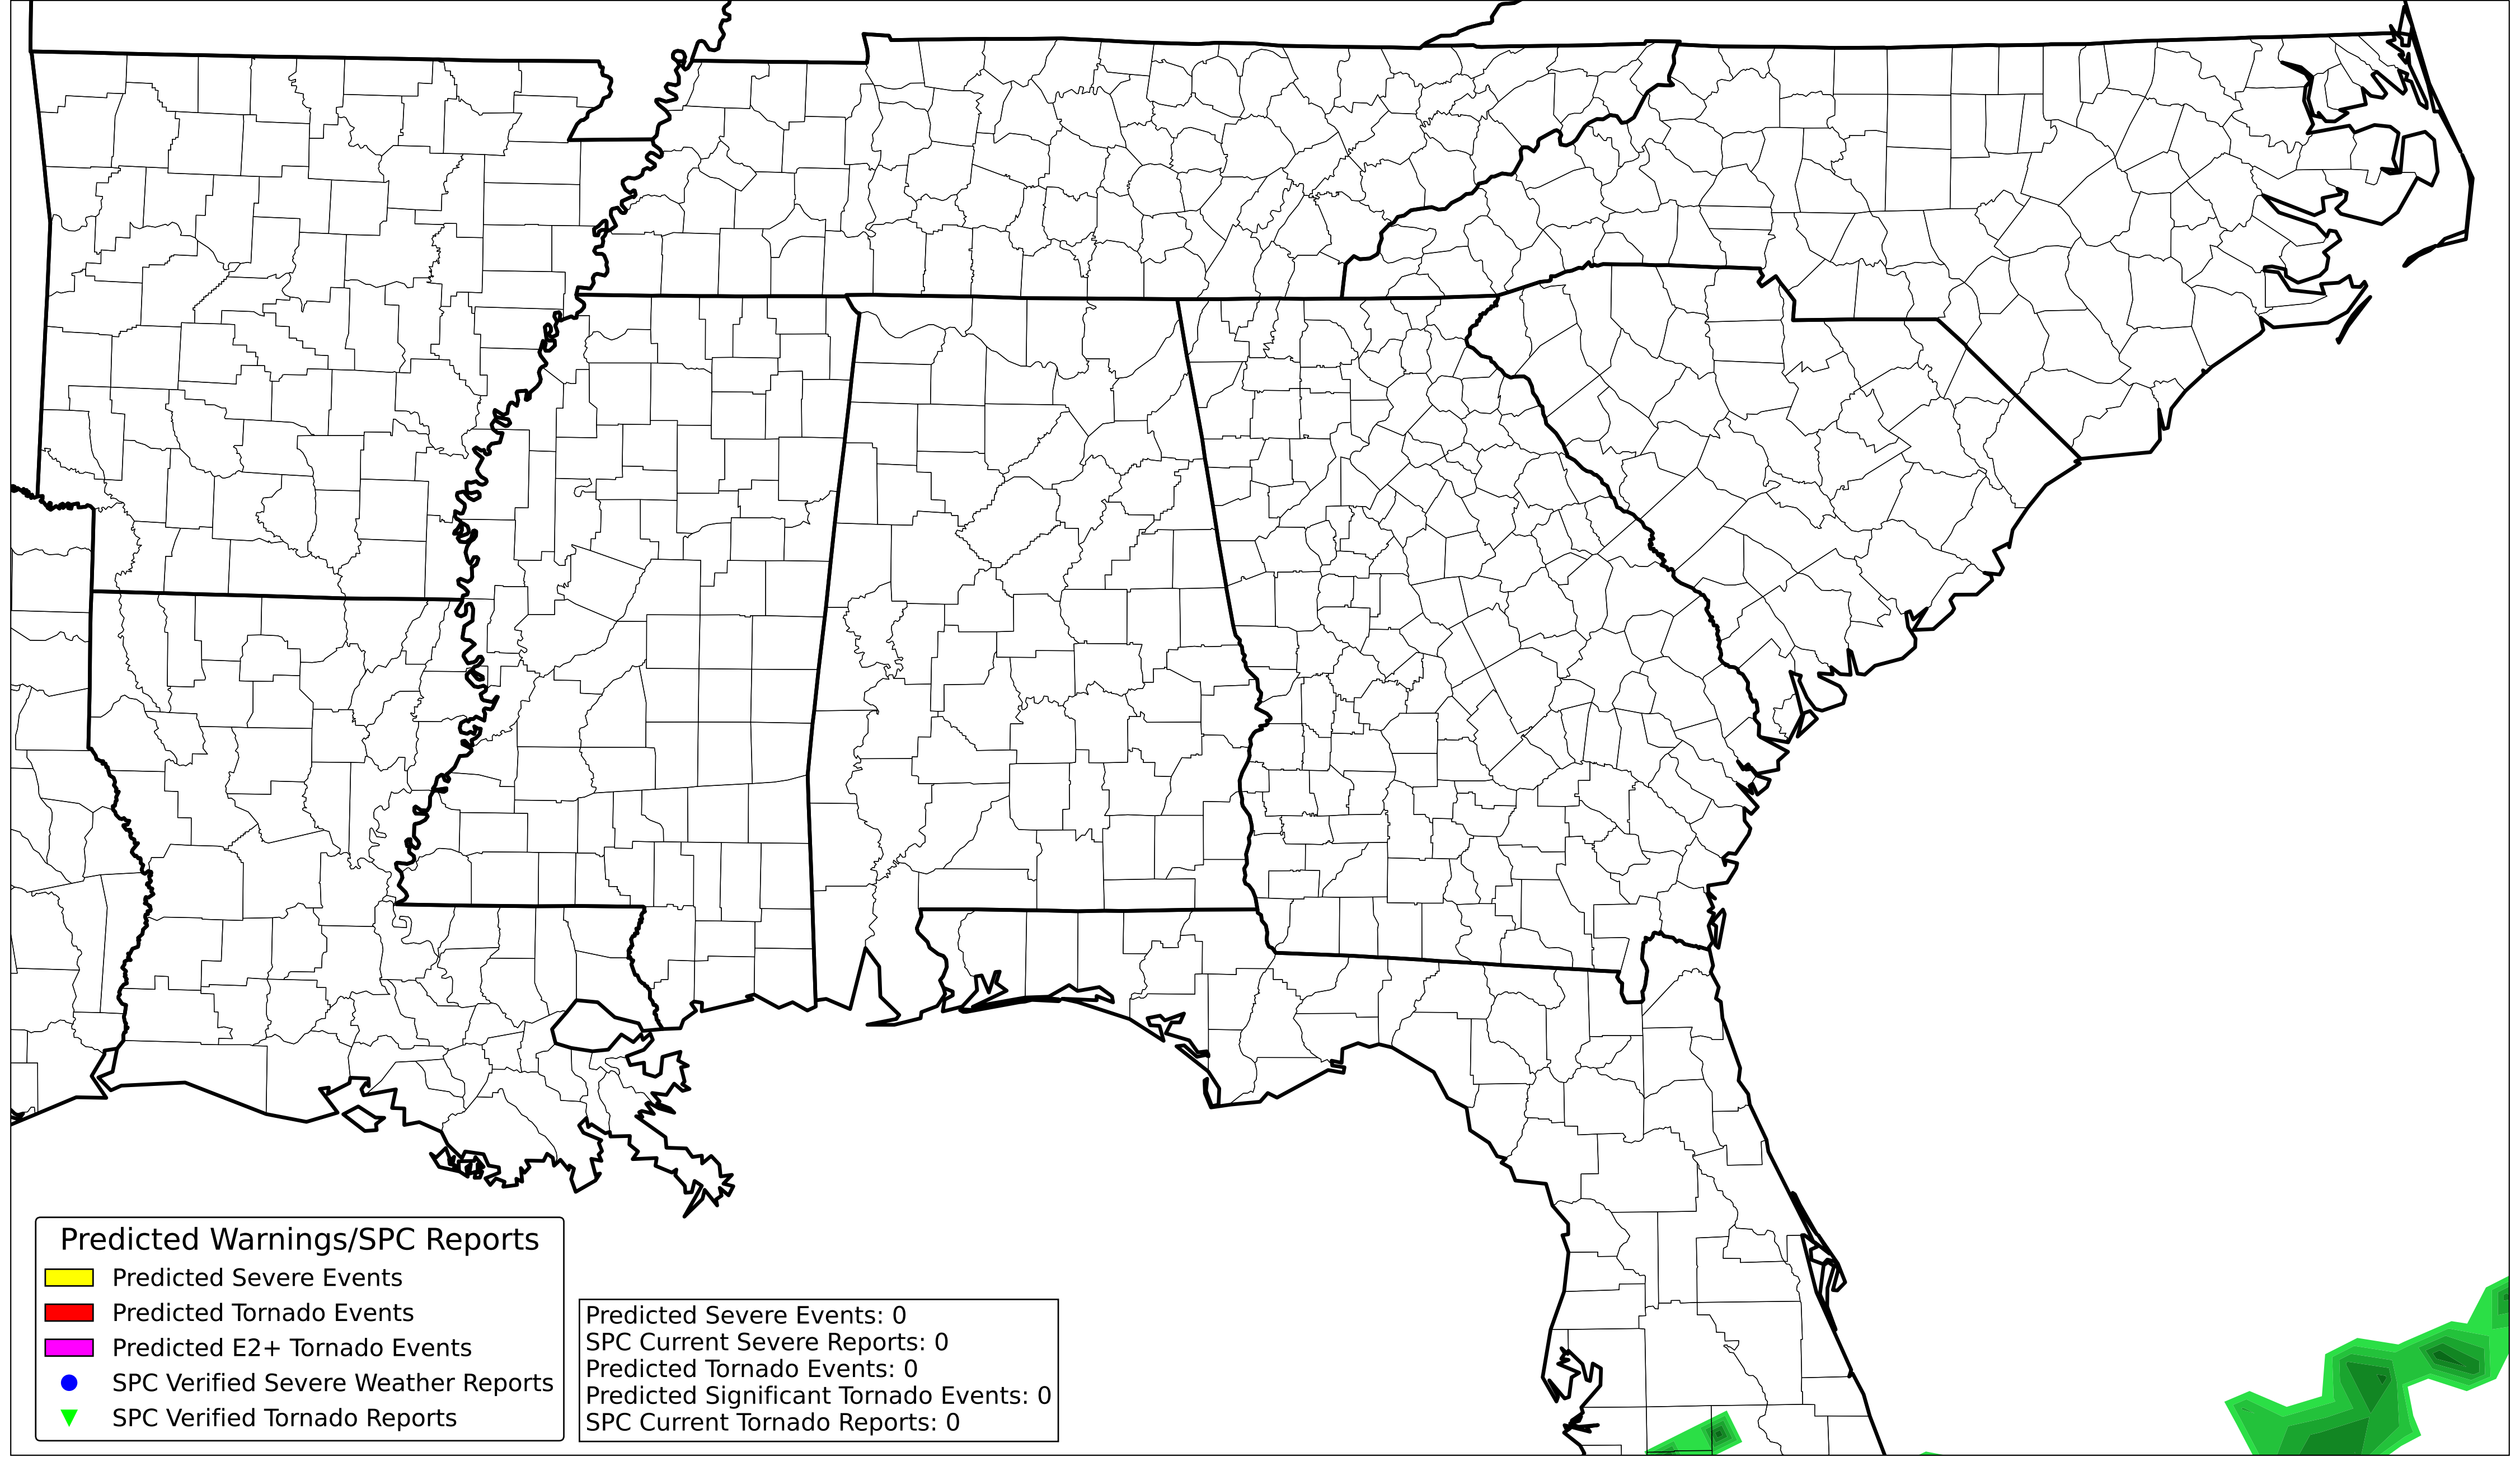 Predicted Warnings/SPC Reports
Predicted Severe Events
Predicted Tornado Events
Predicted E2+ Tornado Events
SPC Verified Severe Weather Reports
SPC Verified Tornado Reports
Predicted Severe Events: 0
SPC Current Severe Reports: 0
Predicted Tornado Events: 0
Predicted Significant Tornado Events: 0
SPC Current Tornado Reports: 0